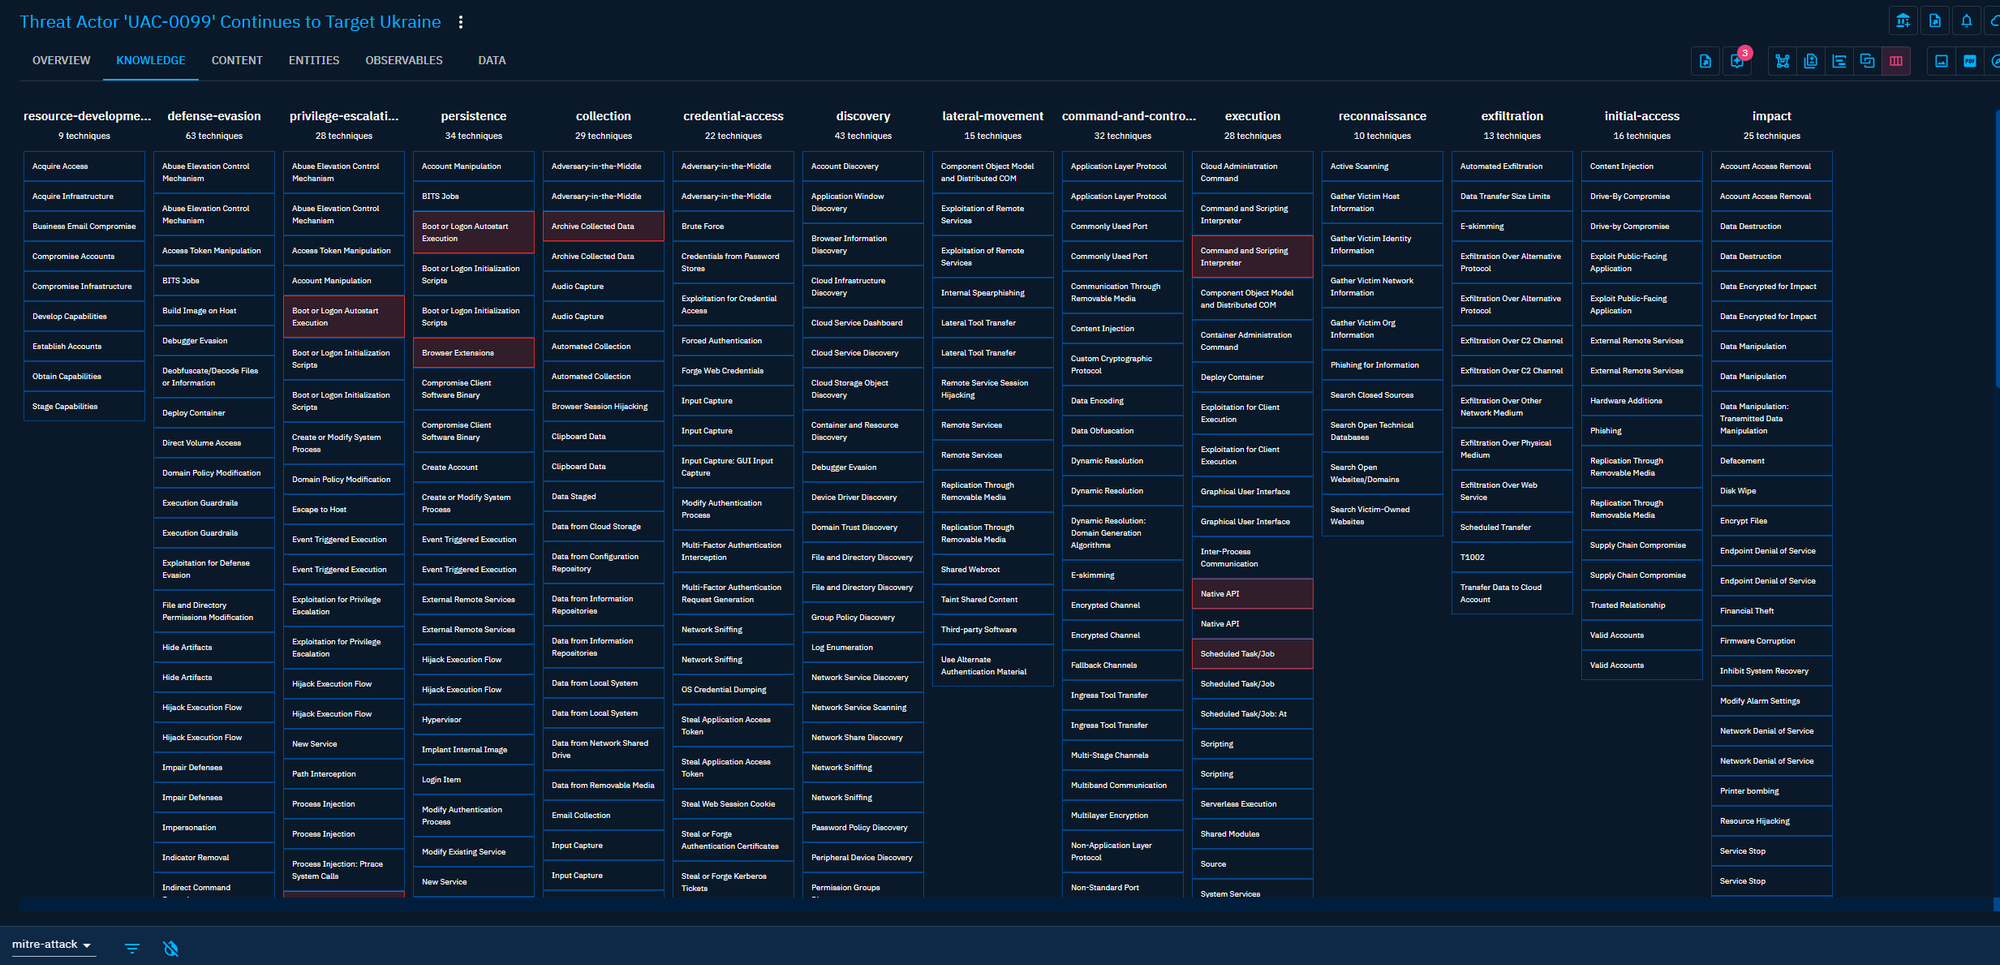 Threat Actor 'UAC-0099' Continues to Target Ukraine
3
OVERVIEW
KNOWLEDGE
CONTENT
ENTITIES
OBSERVABLES
DATA
resource-developme...
9 techniques
Acquire Access
Acquire Infrastructure
Business Email Compromise
Compromise Accounts
Compromise Infrastructure
Develop Capabilities
Establish Accounts
Obtain Capabilities
Stage Capabilities
defense-evasion
63 techniques
Abuse Elevation Control
Mechanism
Abuse Elevation Control
Mechanism
Access Token Manipulation
BITS Jobs
Build Image on Host
Debugger Evasion
Deobfuscate/Decode Files
or Information
Deploy Container
Direct Volume Access
Domain Policy Modification
Execution Guardrails
Execution Guardrails
Exploitation for Defense
Evasion
File and Directory
Permissions Modification
Hide Artifacts
Hide Artifacts
Hijack Execution Flow
Hijack Execution Flow
Impair Defenses
Impair Defenses
Impersonation
Indicator Removal
Indirect Command
privilege-escalati...
28 techniques
Abuse Elevation Control
Mechanism
Abuse Elevation Control
Mechanism
Access Token Manipulation
Account Manipulation
Boot or Logon Autostart
Execution
Boot or Logon Initialization
Scripts
Boot or Logon Initialization
Scripts
Create or Modify System
Process
Domain Policy Modification
Escape to Host
Event Triggered Execution
Event Triggered Execution
Exploitation for Privilege
Escalation
Exploitation for Privilege
Escalation
Hijack Execution Flow
Hijack Execution Flow
New Service
Path Interception
Process Injection
Process Injection
Process Injection: Ptrace
System Calls
persistence
34 techniques
Account Manipulation
BITS Jobs
Boot or Logon Autostart
Execution
Boot or Logon Initialization
Scripts
Boot or Logon Initialization
Scripts
Browser Extensions
Compromise Client
Software Binary
Compromise Client
Software Binary
Create Account
Create or Modify System
Process
Event Triggered Execution
Event Triggered Execution
External Remote Services
External Remote Services
Hijack Execution Flow
Hijack Execution Flow
Hypervisor
Implant Internal Image
Login Item
Modify Authentication
Process
Modify Existing Service
New Service
collection
29 techniques
Adversary-in-the-Middle
Adversary-in-the-Middle
Archive Collected Data
Archive Collected Data
Audio Capture
Audio Capture
Automated Collection
Automated Collection
Browser Session Hijacking
Clipboard Data
Clipboard Data
Data Staged
Data from Cloud Storage
Data from Configuration
Repository
Data from Information
Repositories
Data from Information
Repositories
Data from Local System
Data from Local System
Data from Network Shared
Drive
Data from Removable Media
Email Collection
Input Capture
Input Capture
credential-access
22 techniques
Adversary-in-the-Middle
Adversary-in-the-Middle
Brute Force
Credentials from Password
Stores
Exploitation for Credential
Access
Forced Authentication
Forge Web Credentials
Input Capture
Input Capture
Input Capture: GUI Input
Capture
Modify Authentication
Process
Multi-Factor Authentication
Interception
Multi-Factor Authentication
Request Generation
Network Sniffing
Network Sniffing
OS Credential Dumping
Steal Application Access
Token
Steal Application Access
Token
Steal Web Session Cookie
Steal or Forge
Authentication Certificates
Steal or Forge Kerberos
Tickets
discovery
43 techniques
Account Discovery
Application Window
Discovery
Browser Information
Discovery
Cloud Infrastructure
Discovery
Cloud Service Dashboard
Cloud Service Discovery
Cloud Storage Object
Discovery
Container and Resource
Discovery
Debugger Evasion
Device Driver Discovery
Domain Trust Discovery
File and Directory Discovery
File and Directory Discovery
Group Policy Discovery
Log Enumeration
Network Service Discovery
Network Service Scanning
Network Share Discovery
Network Sniffing
Network Sniffing
Password Policy Discovery
Peripheral Device Discovery
Permission Groups
lateral-movement
15 techniques
Component Object Model
and Distributed COM
Exploitation of Remote
Services
Exploitation of Remote
Services
Internal Spearphishing
Lateral Tool Transfer
Lateral Tool Transfer
Remote Service Session
Hijacking
Remote Services
Remote Services
Replication Through
Removable Media
Replication Through
Removable Media
Shared Webroot
Taint Shared Content
Third-party Software
Use Alternate
Authentication Material
command-and-contro...
32 techniques
Application Layer Protocol
Application Layer Protocol
Commonly Used Port
Commonly Used Port
Communication Through
Removable Media
Content Injection
Custom Cryptographic
Protocol
Data Encoding
Data Obfuscation
Dynamic Resolution
Dynamic Resolution
Dynamic Resolution:
Domain Generation
Algorithms
E-skimming
Encrypted Channel
Encrypted Channel
Fallback Channels
Ingress Tool Transfer
Ingress Tool Transfer
Multi-Stage Channels
Multiband Communication
Multilayer Encryption
Non-Application Layer
Protocol
Non-Standard Port
execution
28 techniques
Cloud Administration
Command
Command and Scripting
Interpreter
Command and Scripting
Interpreter
Component Object Model
and Distributed COM
Container Administration
Command
Deploy Container
Exploitation for Client
Execution
Exploitation for Client
Execution
Graphical User Interface
Graphical User Interface
Inter-Process
Communication
Native API
Native API
Scheduled Task/Job
Scheduled Task/Job
Scheduled Task/Job: At
Scripting
Scripting
Serverless Execution
Shared Modules
Source
System Services
reconnaissance
10 techniques
Active Scanning
Gather Victim Host
Information
Gather Victim Identity
Information
Gather Victim Network
Information
Gather Victim Org
Information
Phishing for Information
Search Closed Sources
Search Open Technical
Databases
Search Open
Websites/Domains
Search Victim-Owned
Websites
exfiltration
13 techniques
Automated Exfiltration
Data Transfer Size Limits
E-skimming
Exfiltration Over Alternative
Protocol
Exfiltration Over Alternative
Protocol
Exfiltration Over C2 Channel
Exfiltration Over C2 Channel
Exfiltration Over Other
Network Medium
Exfiltration Over Physical
Medium
Exfiltration Over Web
Service
Scheduled Transfer
T1002
Transfer Data to Cloud
Account
initial-access
16 techniques
Content Injection
Drive-By Compromise
Drive-by Compromise
Exploit Public-Facing
Application
Exploit Public-Facing
Application
External Remote Services
External Remote Services
Hardware Additions
Phishing
Replication Through
Removable Media
Replication Through
Removable Media
Supply Chain Compromise
Supply Chain Compromise
Trusted Relationship
Valid Accounts
Valid Accounts
impact
25 techniques
Account Access Removal
Account Access Removal
Data Destruction
Data Destruction
Data Encrypted for Impact
Data Encrypted for Impact
Data Manipulation
Data Manipulation
Data Manipulation:
Transmitted Data
Manipulation
Defacement
Disk Wipe
Encrypt Files
Endpoint Denial of Service
Endpoint Denial of Service
Financial Theft
Firmware Corruption
Inhibit System Recovery
Modify Alarm Settings
Network Denial of Service
Network Denial of Service
Printer bombing
Resource Hijacking
Service Stop
Service Stop
mitre-attack